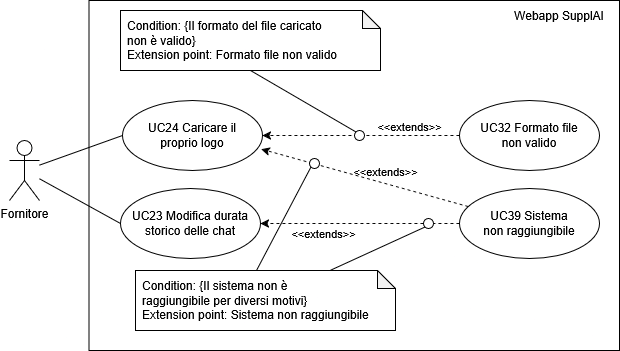 Webapp SupplAI
Condition: {Il formato del file caricato
non è valido}
Extension point: Formato file non valido
UC24 Caricare il
proprio logo
<<extends>>
UC32 Formato file
non valido
<<extends>>
Fornitore
UC23 Modifica durata
storico delle chat
<<extends>>
UC39 Sistema
non raggiungibile
Condition: {Il sistema non è
raggiungibile per diversi motivi}
Extension point: Sistema non raggiungibile